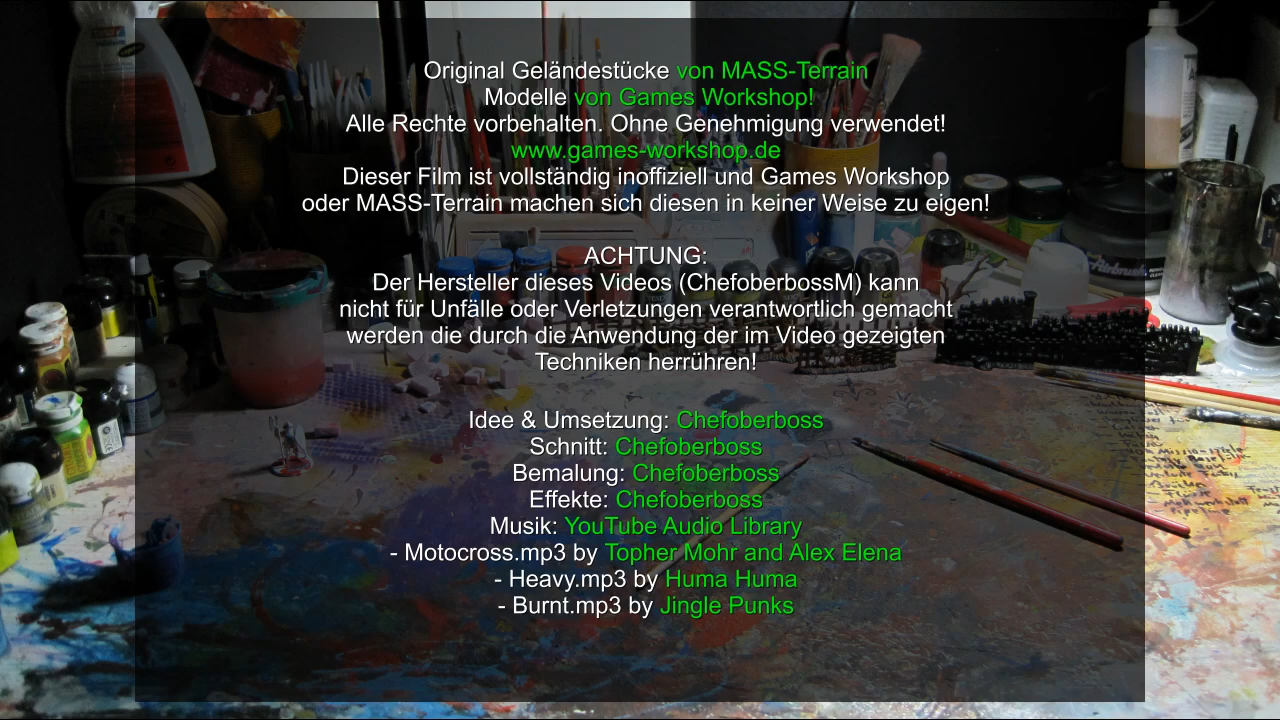 Original Geländestücke von MASS-Terrain
Modelle von Games Workshop!
Alle Rechte vorbehalten. Ohne Genehmigung verwendet!
www.games-workshop.de
Dieser Film ist vollständig inoffiziell und Games Workshop
oder MASS-Terrain machen sich diesen in keiner Weise zu eigen!
ACHTUNG:
Der Hersteller dieses Videos (ChefoberbossM) kann
nicht für Unfälle oder Verletzungen verantwortlich gemacht
werden die durch die Anwendung der im Video gezeigten
Techniken herrühren!
Idee & Umsetzung: Chefoberboss
Schnitt: Chefoberboss
Bemalung: Chefoberboss
Effekte: Chefoberboss
Musik: YouTube Audio Library
- Motocross.mp3 by Topher Mohr and Alex Elena
- Heavy.mp3 by Huma Huma
- Burnt.mp3 by Jingle Punks
Airbrush